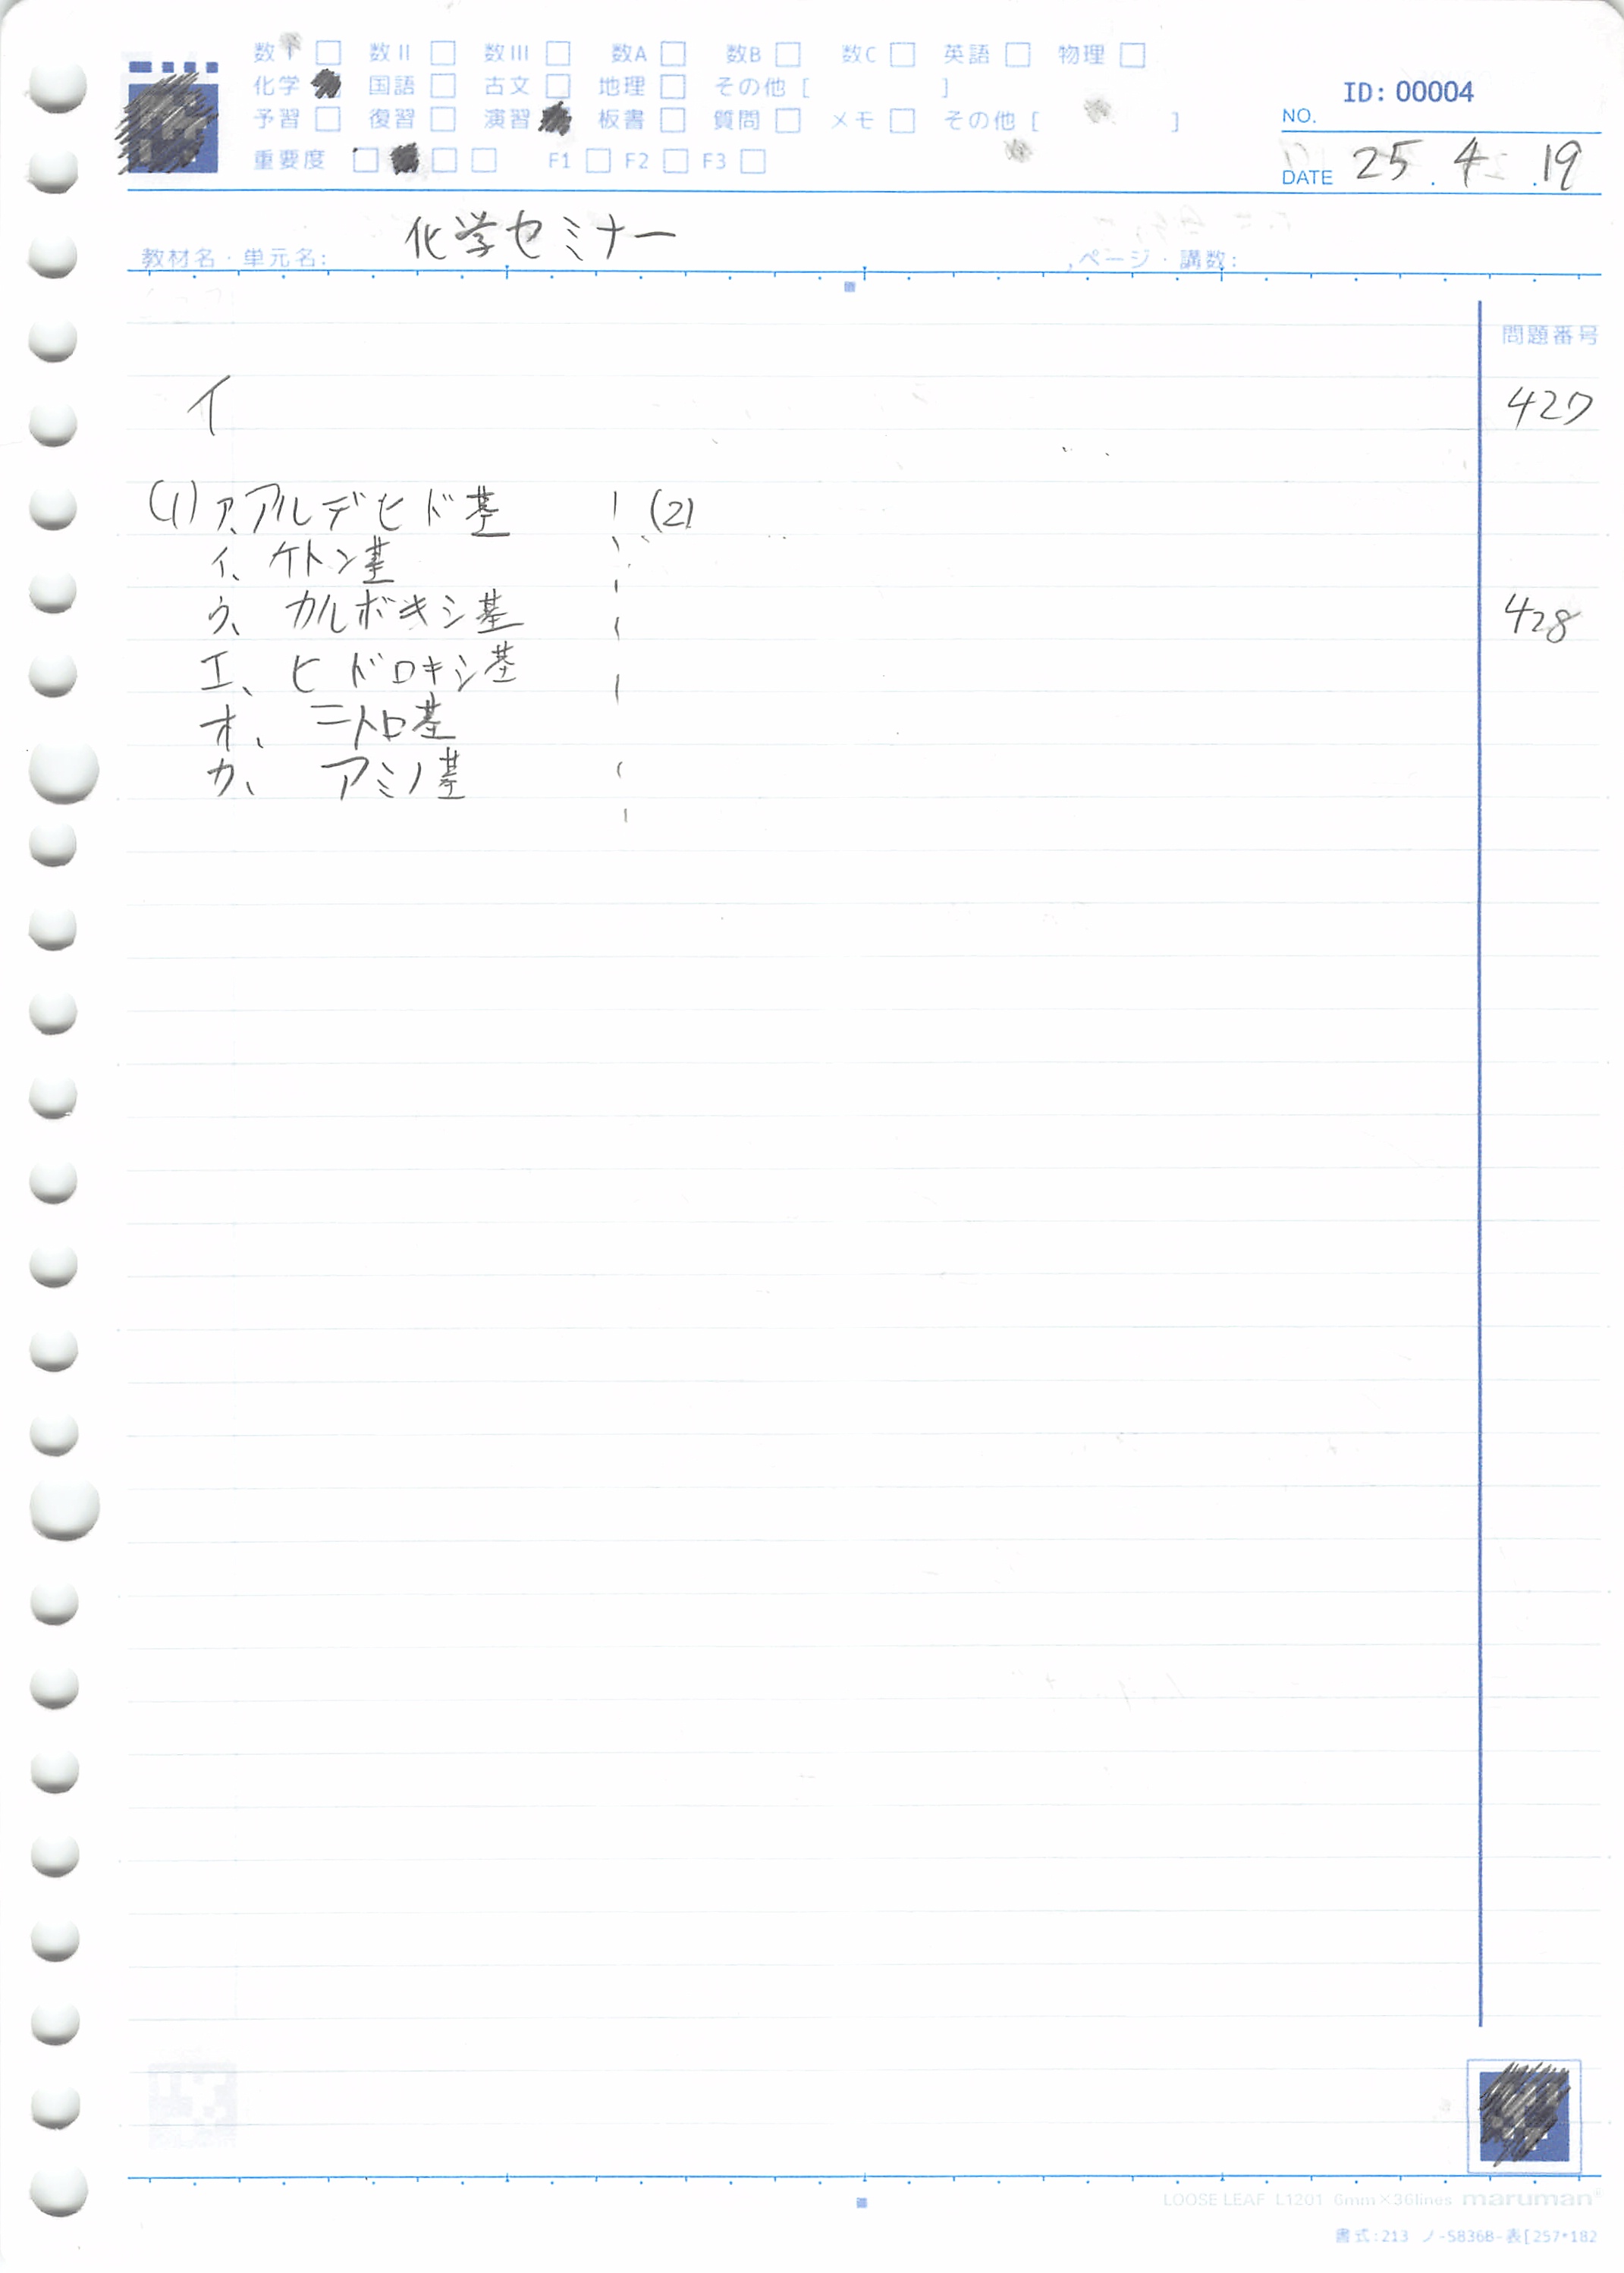 数I □ 数II □ 数III □ 数A □ 数B □ 数C □ 英語 □ 物理 □
化学 ■ 国語 □ 古文 □ 地理 □ その他 [ ]
予習 □ 復習 □ 演習 ■ 板書 □ 質問 □ メモ □ その他 [ ]
重要度 □ ■ □ □ F1 □ F2 □ F3 □
ID: 00004
NO.
DATE 25 . 4 . 19
教材名・単元名: 化学セミナー ページ・講数:
問題番号
イ 427
(1) ア、アルデヒド基 (2)
イ、ケトン基
ウ、カルボキシ基 428
エ、ヒドロキシ基
オ、ニトロ基
カ、アミノ基
LOOSE LEAF L1201 6mm×36lines maruman
書式:213 ノ-5836B-表[257*182